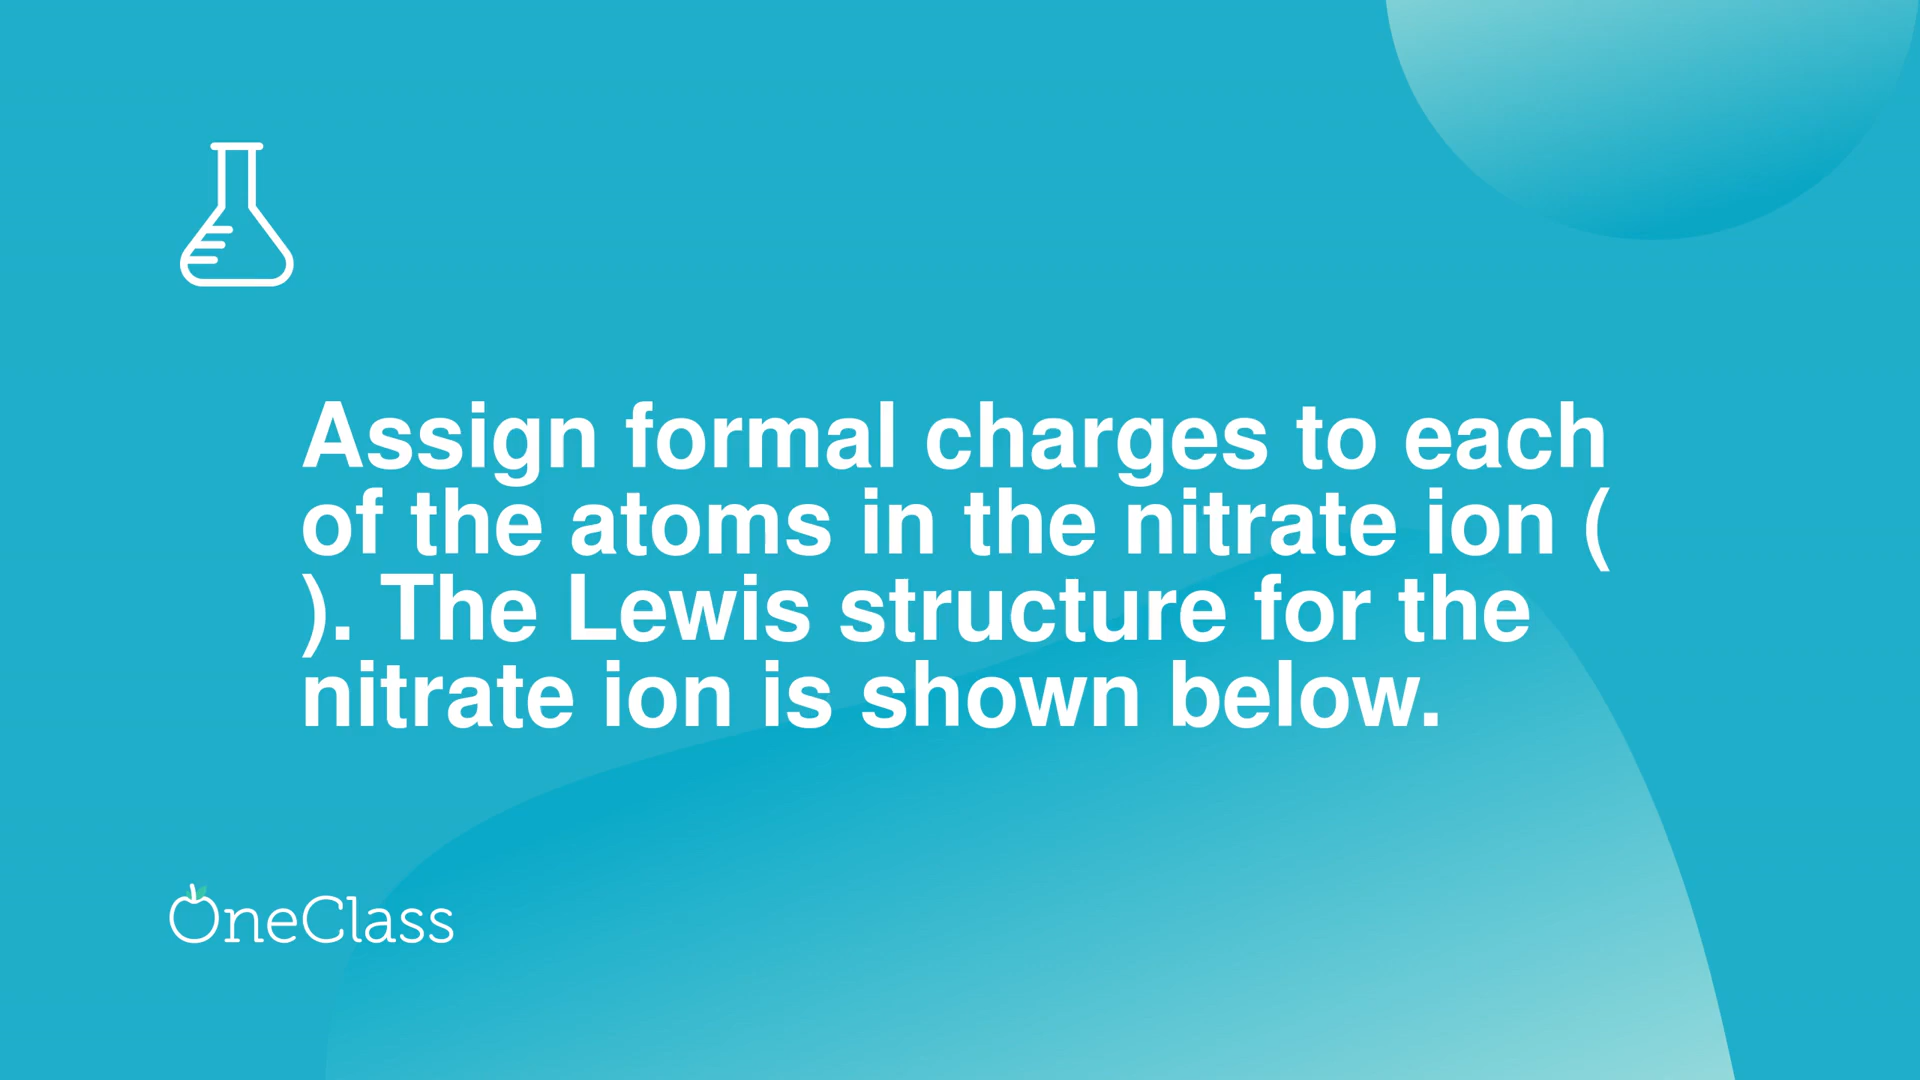 Assign formal charges to each
of the atoms in the nitrate ion (
). The Lewis structure for the
nitrate ion is shown below.
OneClass